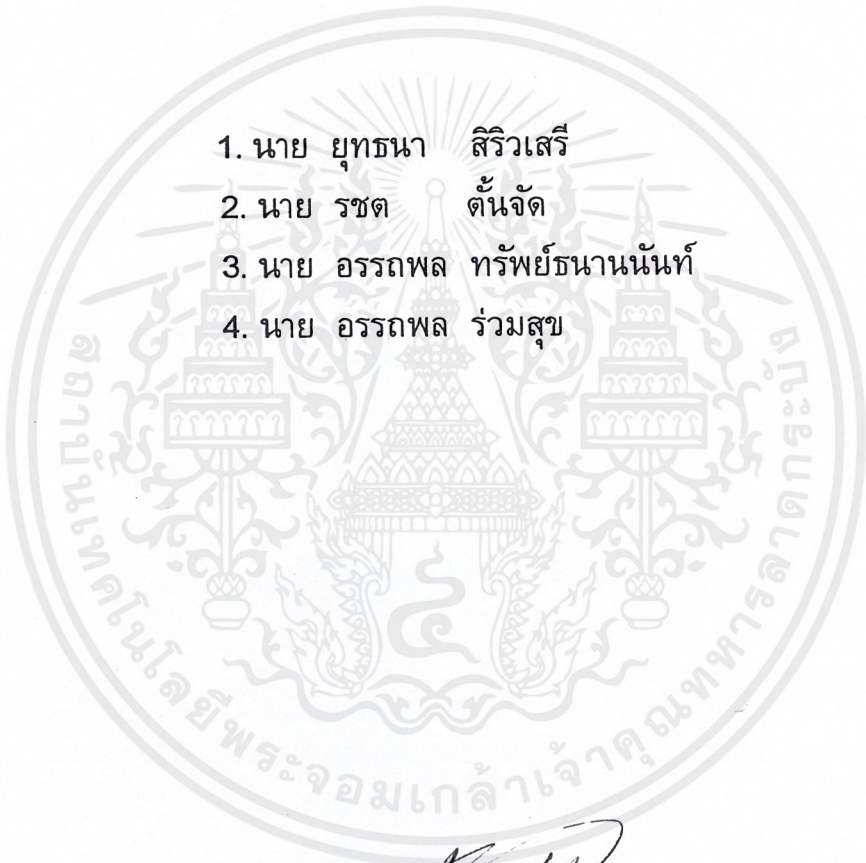 1. นาย ยุทธนา สิริวเสรี
2. นาย รชต ตั้นจัด
3. นาย อรรถพล ทรัพย์ธนานนันท์
4. นาย อรรถพล ร่วมสุข
สถาบันเทคโนโลยีพระจอมเกล้าเจ้าคุณทหารลาดกระบัง